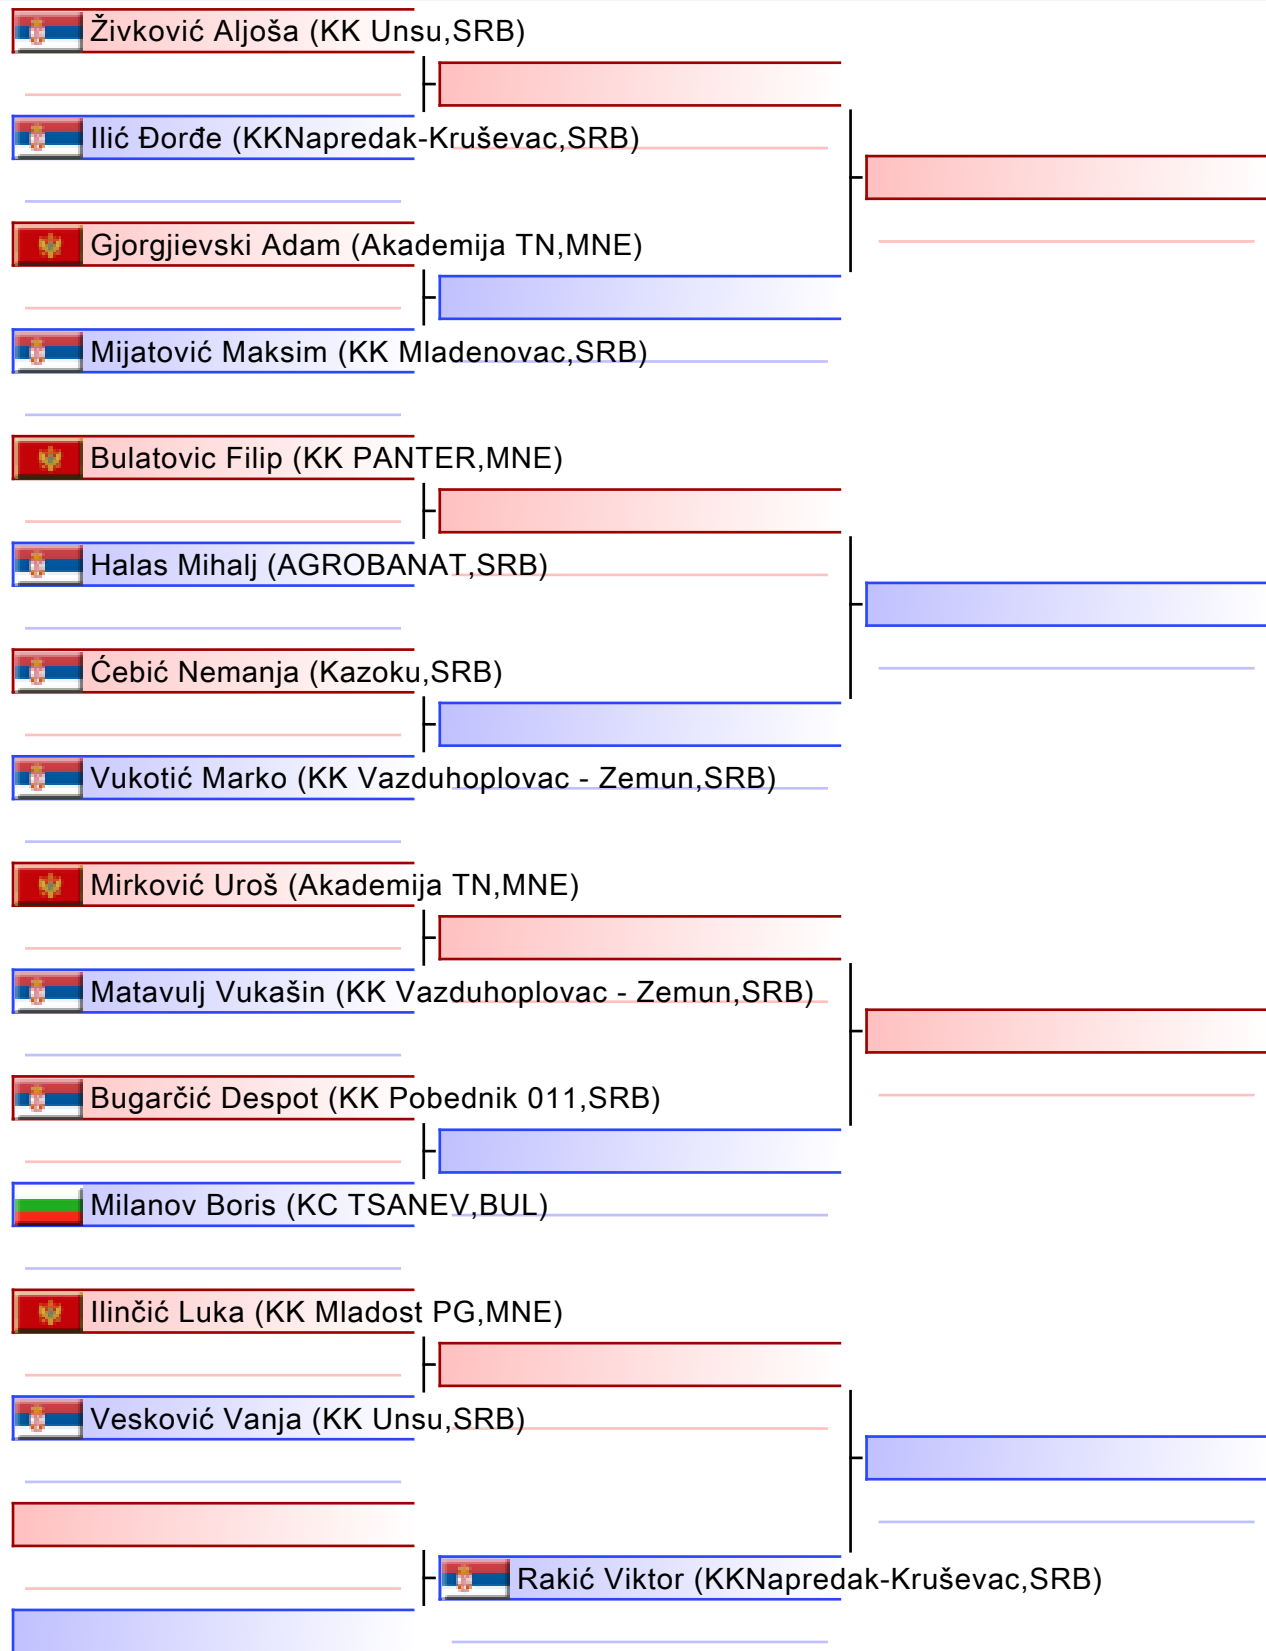 Živković Aljoša (KK Unsu,SRB)
Ilić Đorđe (KKNapredak-Kruševac,SRB)
Gjorgjievski Adam (Akademija TN,MNE)
Mijatović Maksim (KK Mladenovac,SRB)
Bulatovic Filip (KK PANTER,MNE)
Halas Mihalj (AGROBANAT,SRB)
Ćebić Nemanja (Kazoku,SRB)
Vukotić Marko (KK Vazduhoplovac - Zemun,SRB)
Mirković Uroš (Akademija TN,MNE)
Matavulj Vukašin (KK Vazduhoplovac - Zemun,SRB)
Bugarčić Despot (KK Pobednik 011,SRB)
Milanov Boris (KC TSANEV,BUL)
Ilinčić Luka (KK Mladost PG,MNE)
Vesković Vanja (KK Unsu,SRB)
Rakić Viktor (KKNapredak-Kruševac,SRB)